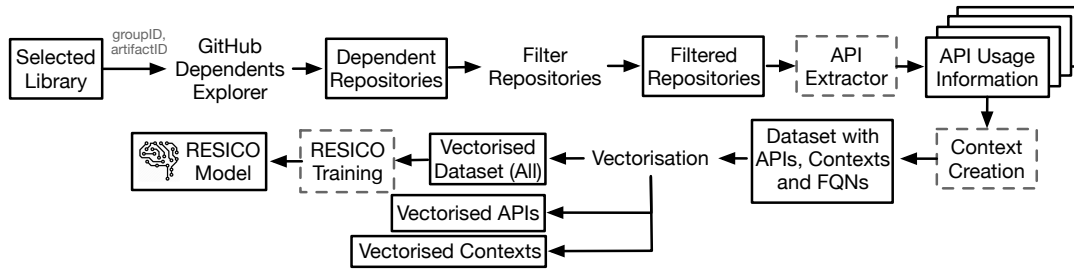 Selected
Library
groupID,
artifactID
GitHub
Dependents
Explorer
Dependent
Repositories
Filter
Repositories
Filtered
Repositories
API
Extractor
API Usage
Information
Context
Creation
Dataset with
APIs, Contexts
and FQNs
Vectorisation
Vectorised
Dataset (All)
RESICO
Training
RESICO
Model
Vectorised APIs
Vectorised Contexts